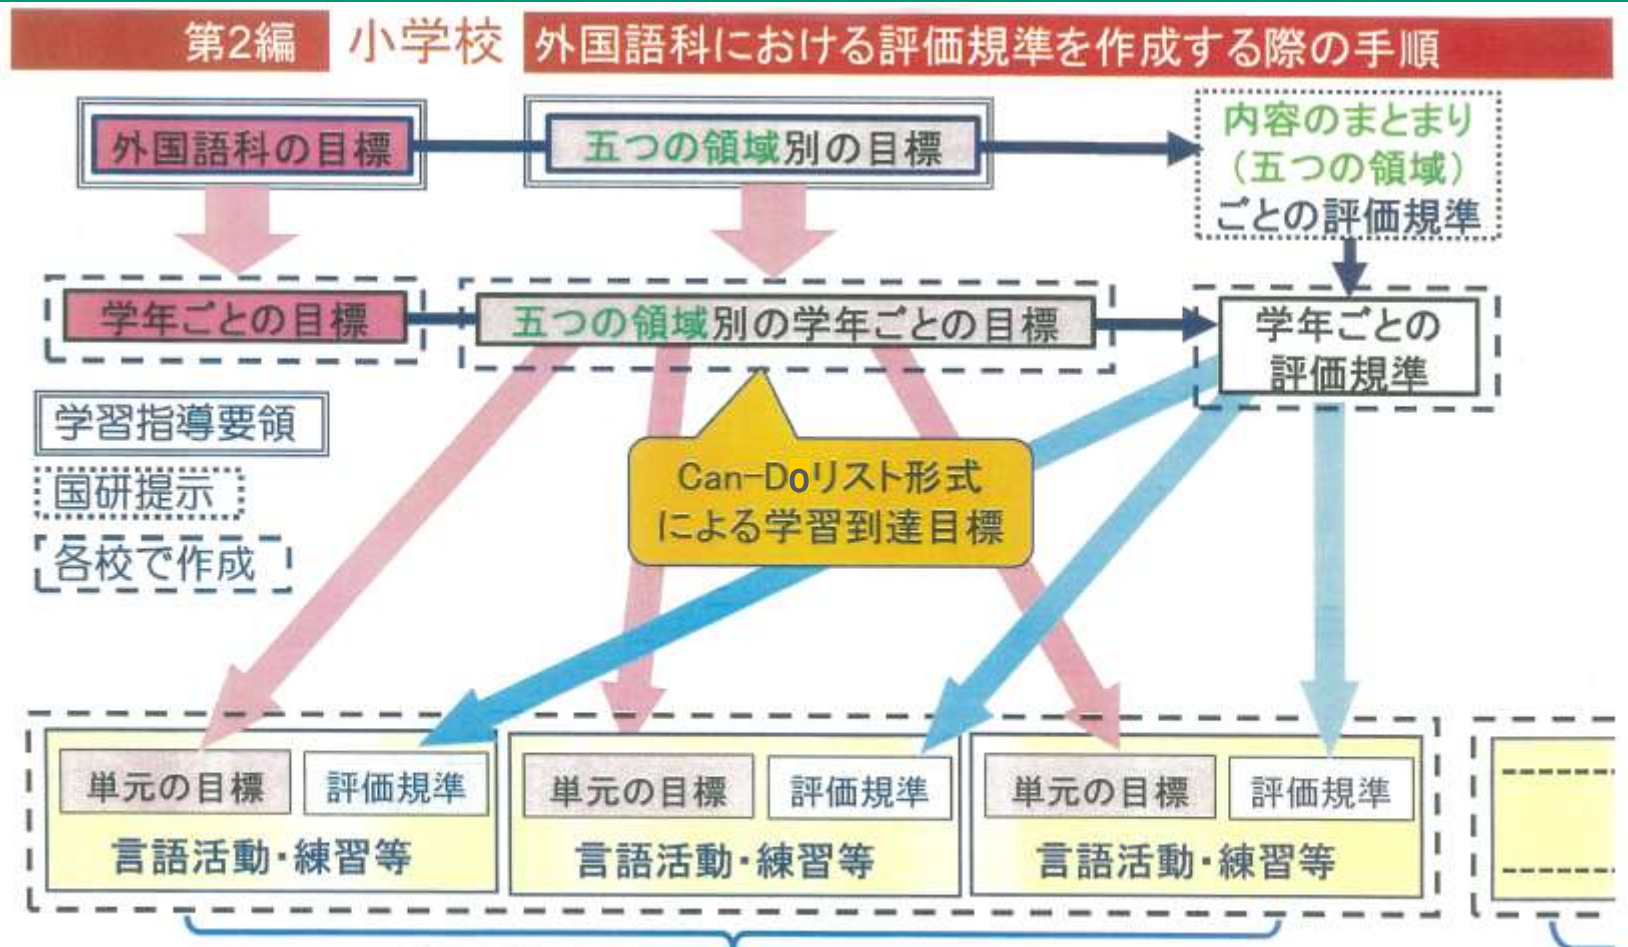 第2編 小学校 外国語科における評価規準を作成する際の手順
外国語科の目標
五つの領域別の目標
内容のまとまり
（五つの領域）
ごとの評価規準
学年ごとの目標
五つの領域別の学年ごとの目標
学年ごとの
評価規準
学習指導要領
国研提示
各校で作成
Can-Doリスト形式
による学習到達目標
単元の目標
評価規準
言語活動・練習等
単元の目標
評価規準
言語活動・練習等
単元の目標
評価規準
言語活動・練習等